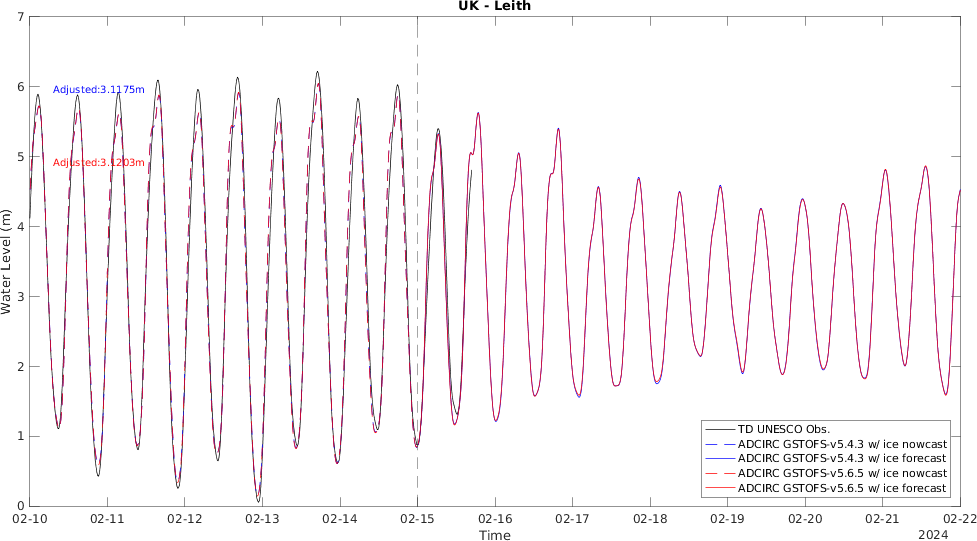 UK - Leith
7
6
5
4
3
2
1
0
Water Level (m)
Adjusted:3.1175m
Adjusted:3.1203m
TD UNESCO Obs.
ADCIRC GSTOFS-v5.4.3 w/ ice nowcast
ADCIRC GSTOFS-v5.4.3 w/ ice forecast
ADCIRC GSTOFS-v5.6.5 w/ ice nowcast
ADCIRC GSTOFS-v5.6.5 w/ ice forecast
02-10 02-11 02-12 02-13 02-14 02-15 02-16 02-17 02-18 02-19 02-20 02-21 02-22
Time
2024